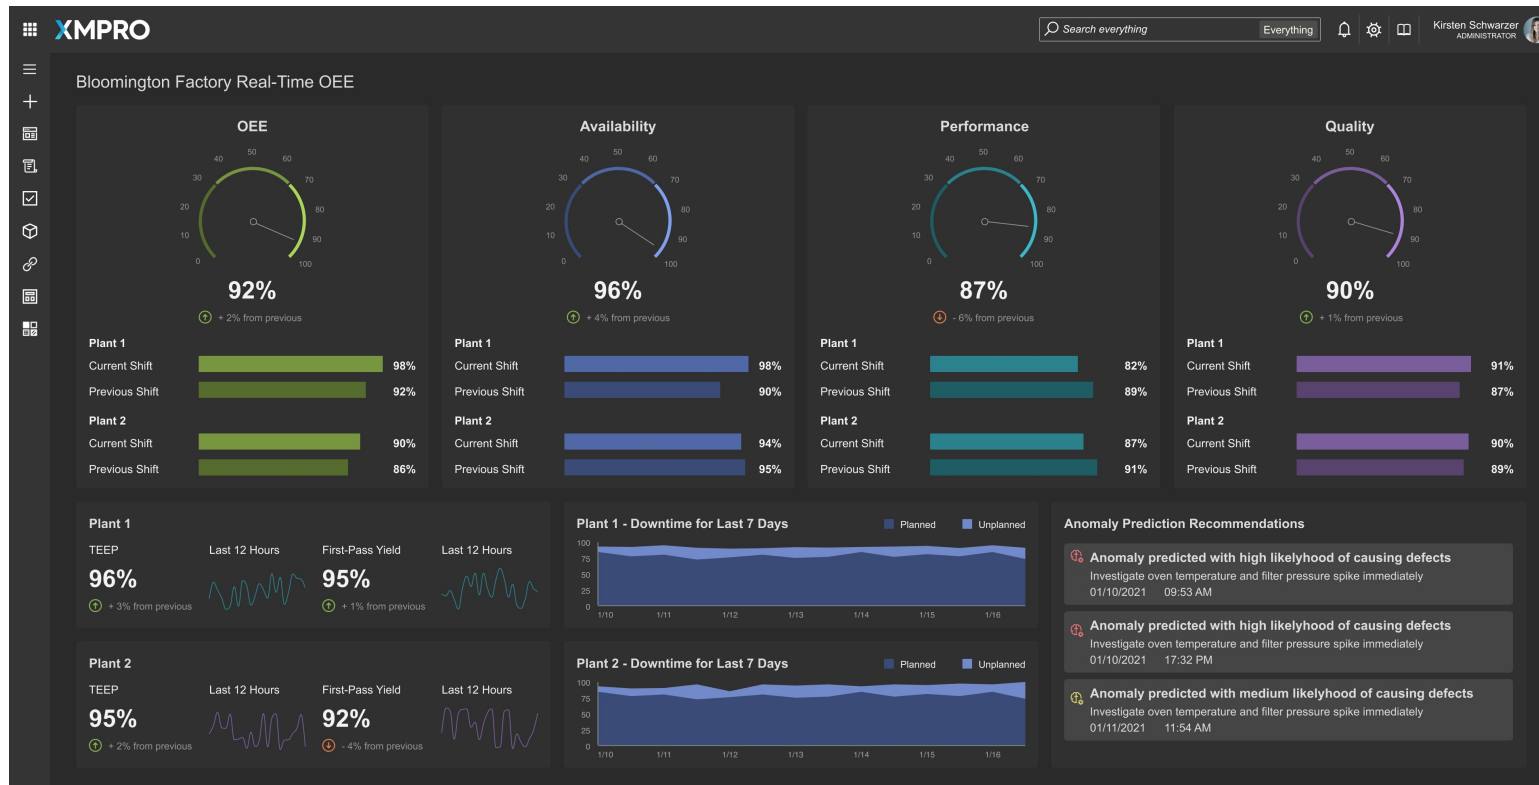 XMPRO
Search everything
Everything
Kirsten Schwarzer
ADMINISTRATOR
Bloomington Factory Real-Time OEE
OEE
0
10
20
30
40
50
60
70
80
90
100
92%
+ 2% from previous
Plant 1
Current Shift 98%
Previous Shift 92%
Plant 2
Current Shift 90%
Previous Shift 86%
Availability
0
10
20
30
40
50
60
70
80
90
100
96%
+ 4% from previous
Plant 1
Current Shift 98%
Previous Shift 90%
Plant 2
Current Shift 94%
Previous Shift 95%
Performance
0
10
20
30
40
50
60
70
80
90
100
87%
- 6% from previous
Plant 1
Current Shift 82%
Previous Shift 89%
Plant 2
Current Shift 87%
Previous Shift 91%
Quality
0
10
20
30
40
50
60
70
80
90
100
90%
+ 1% from previous
Plant 1
Current Shift 91%
Previous Shift 87%
Plant 2
Current Shift 90%
Previous Shift 89%
Plant 1
TEEP Last 12 Hours First-Pass Yield Last 12 Hours
96% 95%
+ 3% from previous + 1% from previous
Plant 1 - Downtime for Last 7 Days Planned Unplanned
100
75
50
25
0
1/10 1/11 1/12 1/13 1/14 1/15 1/16
Plant 2
TEEP Last 12 Hours First-Pass Yield Last 12 Hours
95% 92%
+ 2% from previous - 4% from previous
Plant 2 - Downtime for Last 7 Days Planned Unplanned
100
75
50
25
0
1/10 1/11 1/12 1/13 1/14 1/15 1/16
Anomaly Prediction Recommendations
Anomaly predicted with high likelyhood of causing defects
Investigate oven temperature and filter pressure spike immediately
01/10/2021 09:53 AM
Anomaly predicted with high likelyhood of causing defects
Investigate oven temperature and filter pressure spike immediately
01/10/2021 17:32 PM
Anomaly predicted with medium likelyhood of causing defects
Investigate oven temperature and filter pressure spike immediately
01/11/2021 11:54 AM